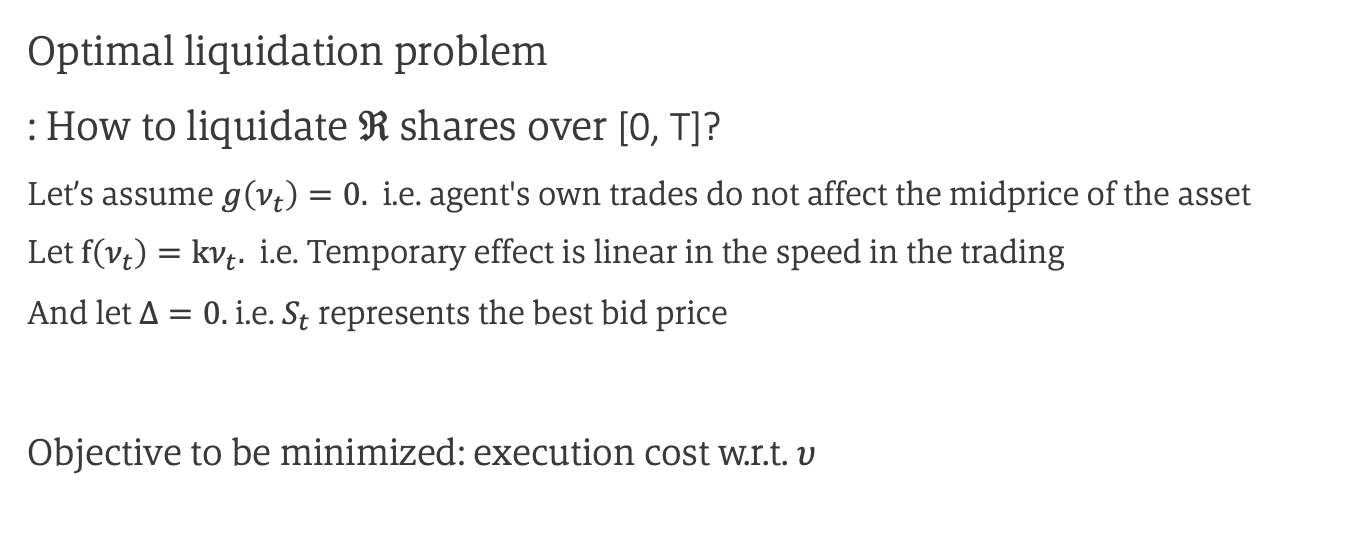 Optimal liquidation problem
: How to liquidate ℜ shares over [0, T]?
Let's assume g(νₜ) = 0. i.e. agent's own trades do not affect the midprice of the asset
Let f(νₜ) = kνₜ. i.e. Temporary effect is linear in the speed in the trading
And let Δ = 0. i.e. Sₜ represents the best bid price
Objective to be minimized: execution cost w.r.t. υ